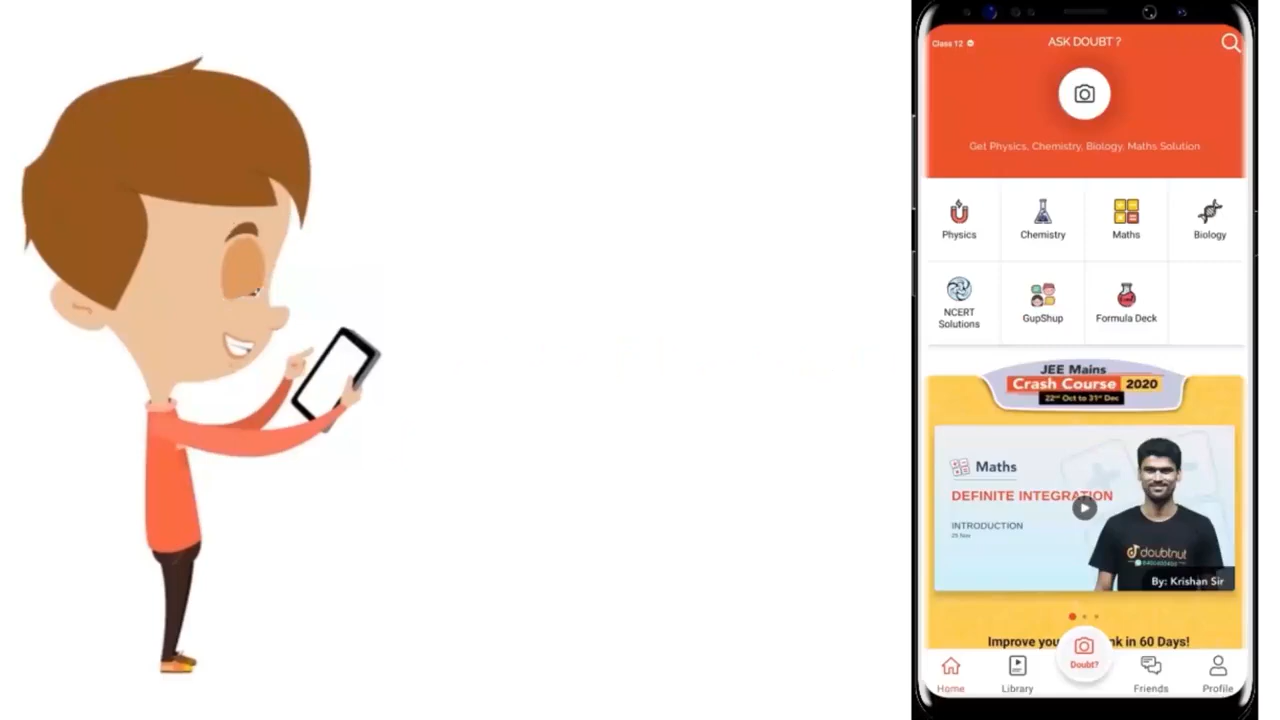 Class 12
ASK DOUBT ?
Get Physics, Chemistry, Biology, Maths Solution
Physics
Chemistry
Maths
Biology
NCERT
Solutions
GupShup
Formula Deck
JEE Mains
Crash Course 2020
22nd Oct to 31st Dec
Maths
DEFINITE INTEGRATION
INTRODUCTION
doubtnut
By: Krishan Sir
Improve you nk in 60 Days!
Doubt?
Home
Library
Friends
Profile